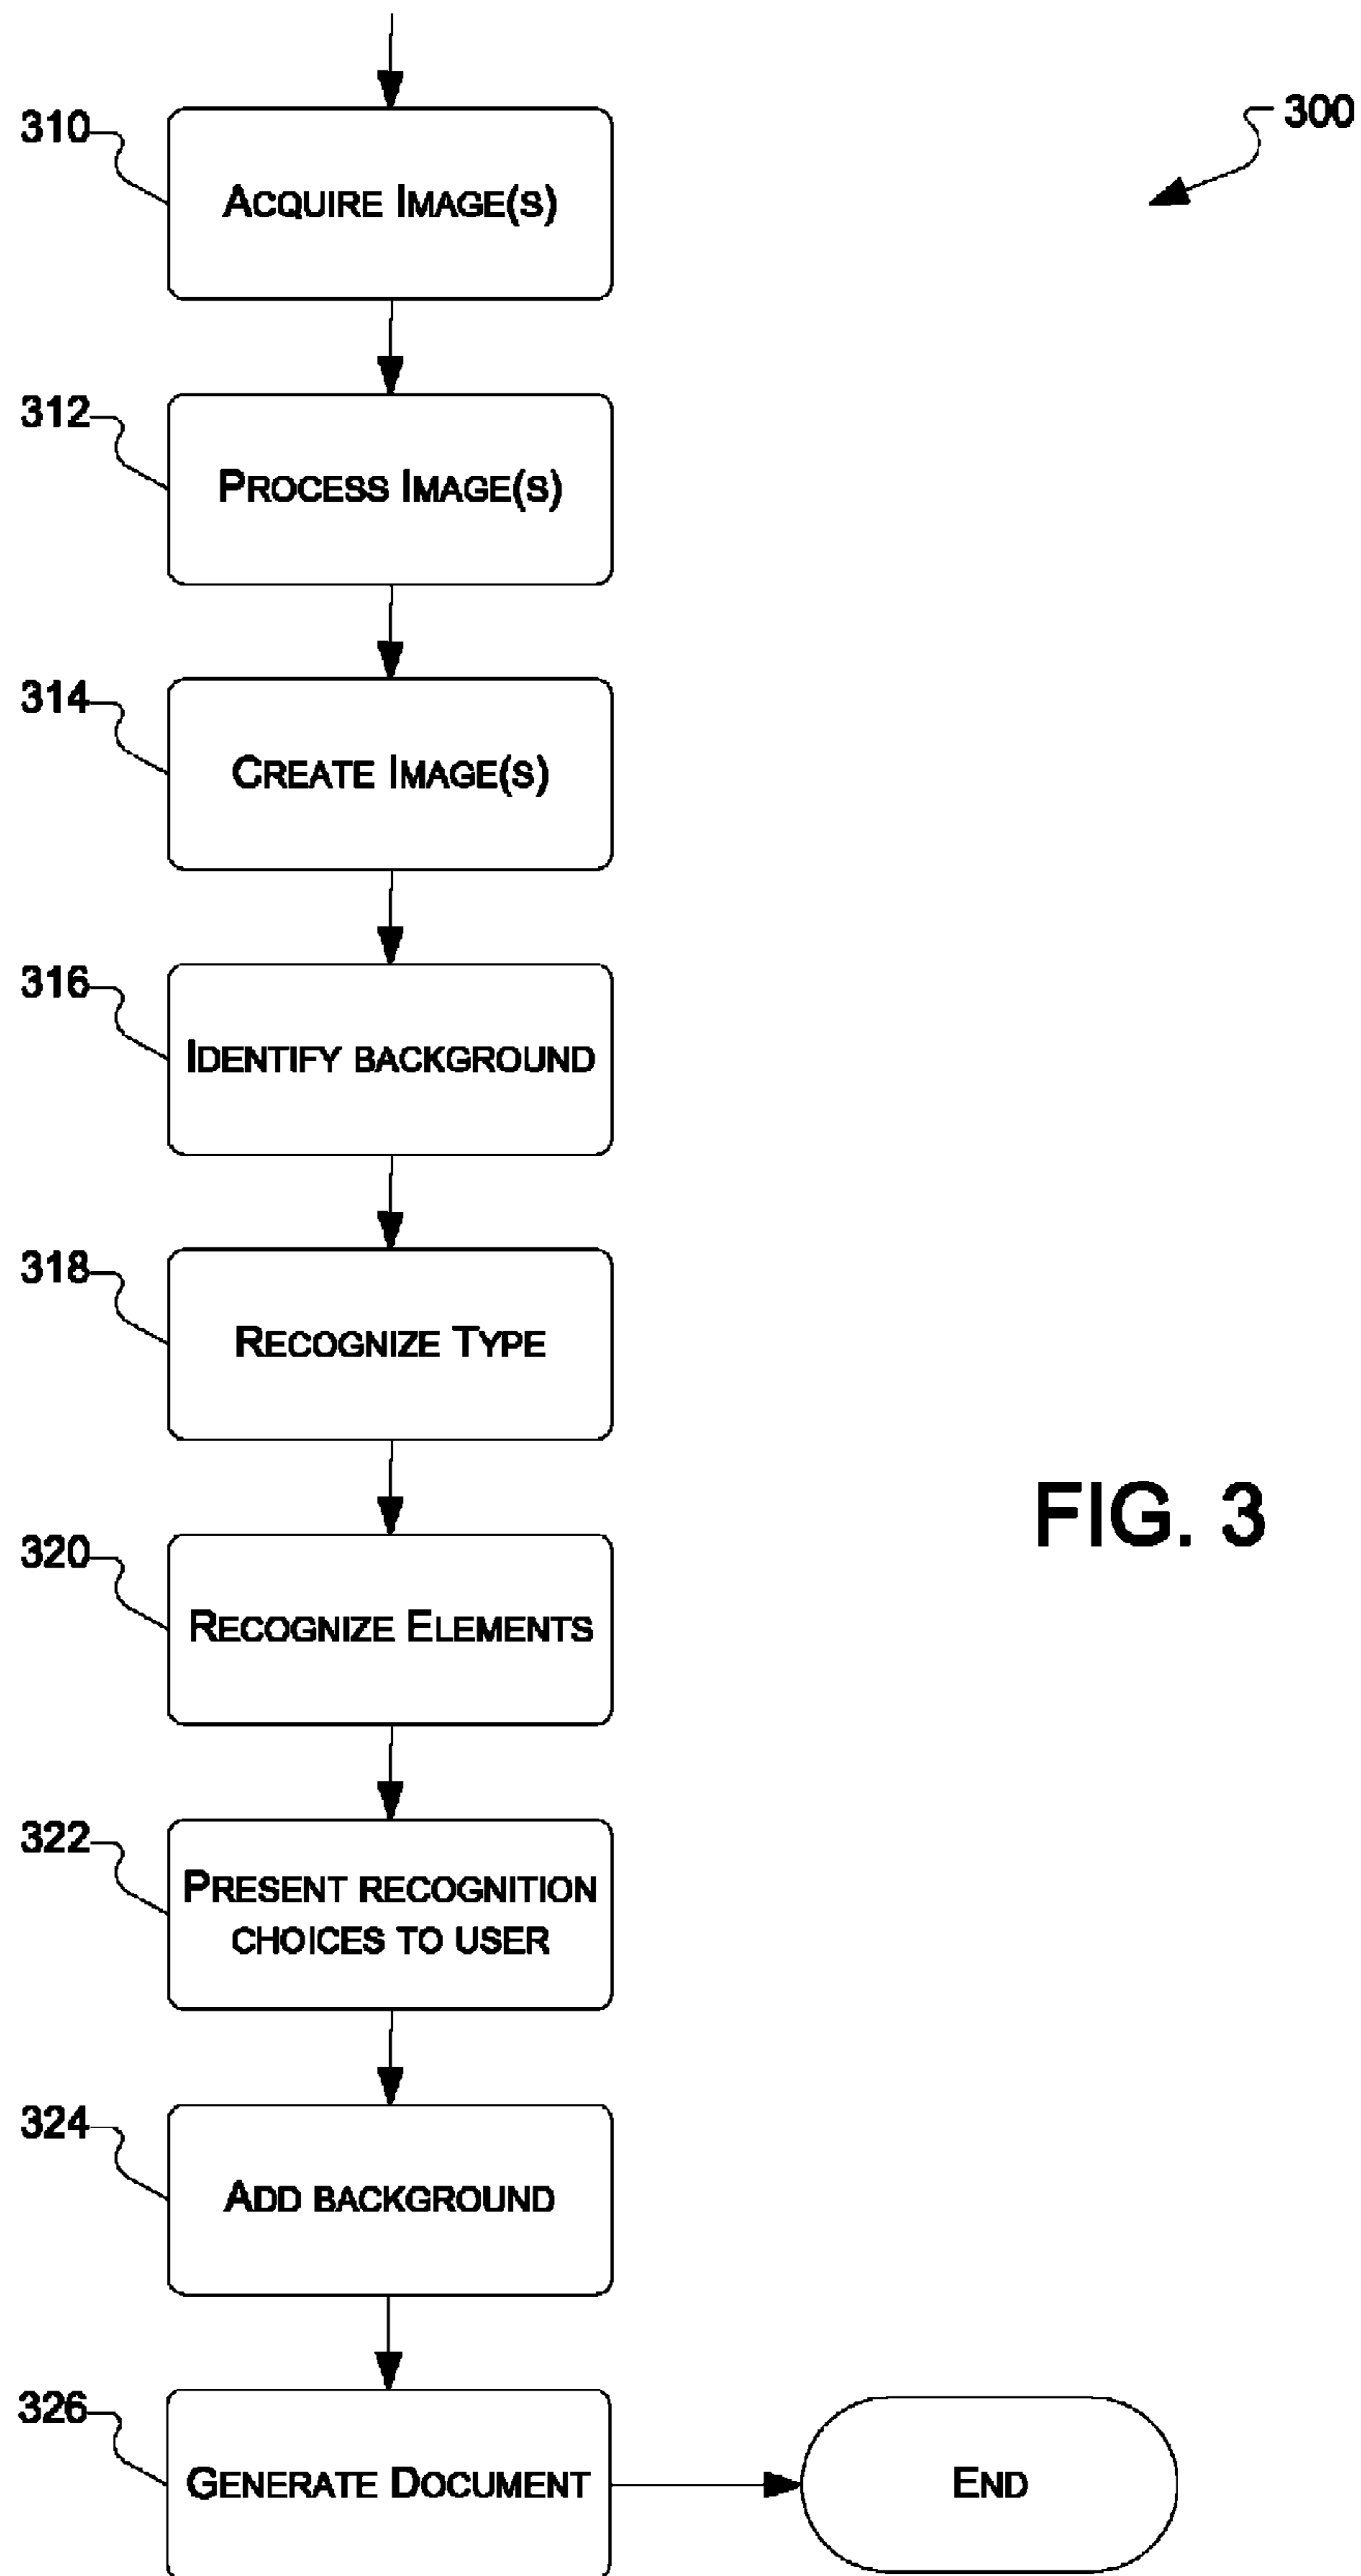 300
310
ACQUIRE IMAGE(S)
312
PROCESS IMAGE(S)
314
CREATE IMAGE(S)
316
IDENTIFY BACKGROUND
318
RECOGNIZE TYPE
320
RECOGNIZE ELEMENTS
322
PRESENT RECOGNITION
CHOICES TO USER
324
ADD BACKGROUND
326
GENERATE DOCUMENT
END
FIG. 3